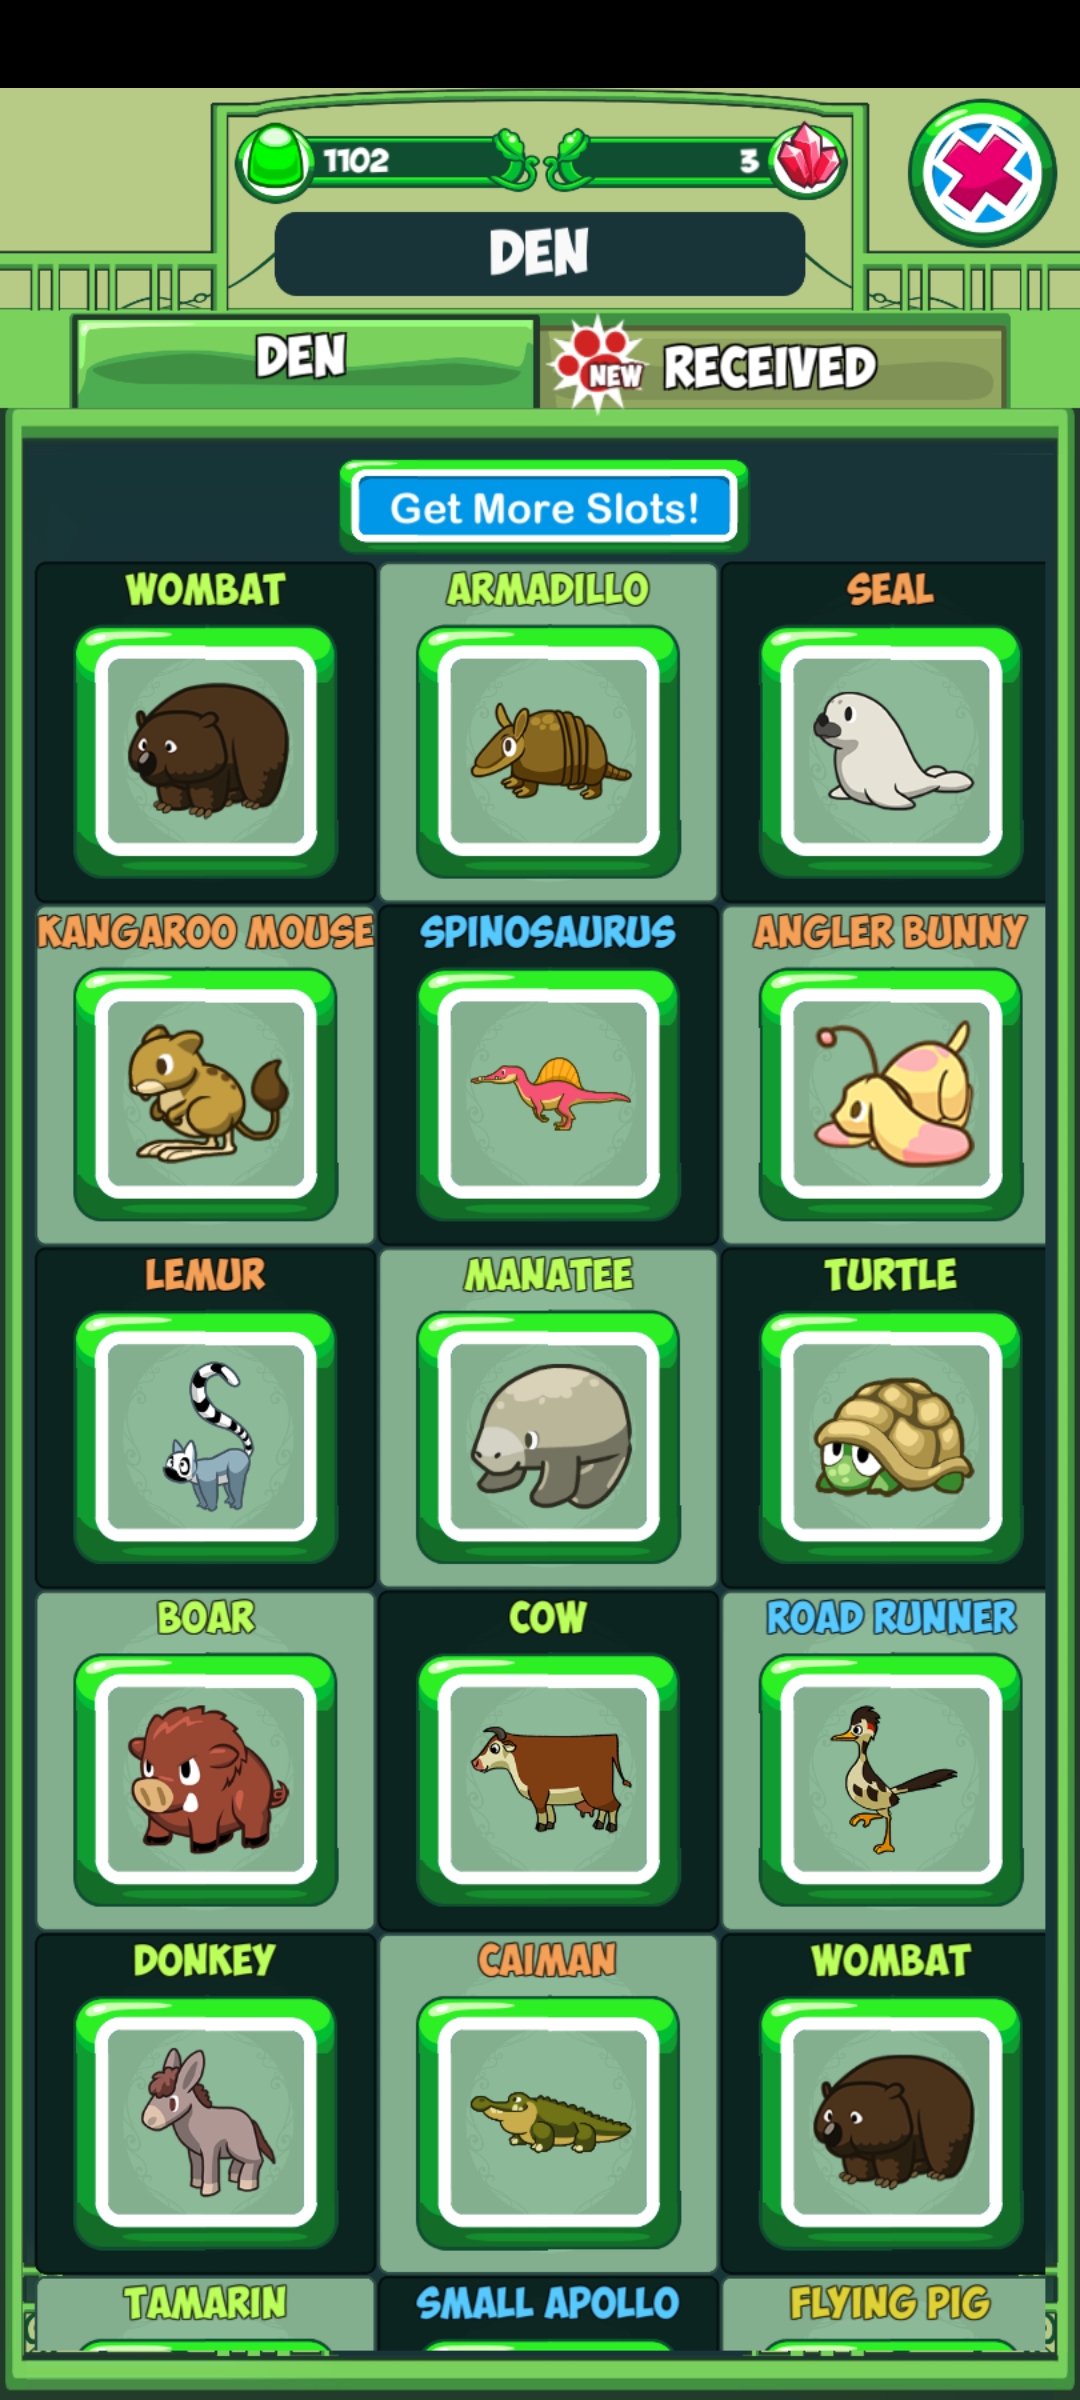 1102
3
DEN
DEN
NEW
RECEIVED
Get More Slots!
WOMBAT
ARMADILLO
SEAL
KANGAROO MOUSE
SPINOSAURUS
ANGLER BUNNY
LEMUR
MANATEE
TURTLE
BOAR
COW
ROAD RUNNER
DONKEY
CAIMAN
WOMBAT
TAMARIN
SMALL APOLLO
FLYING PIG